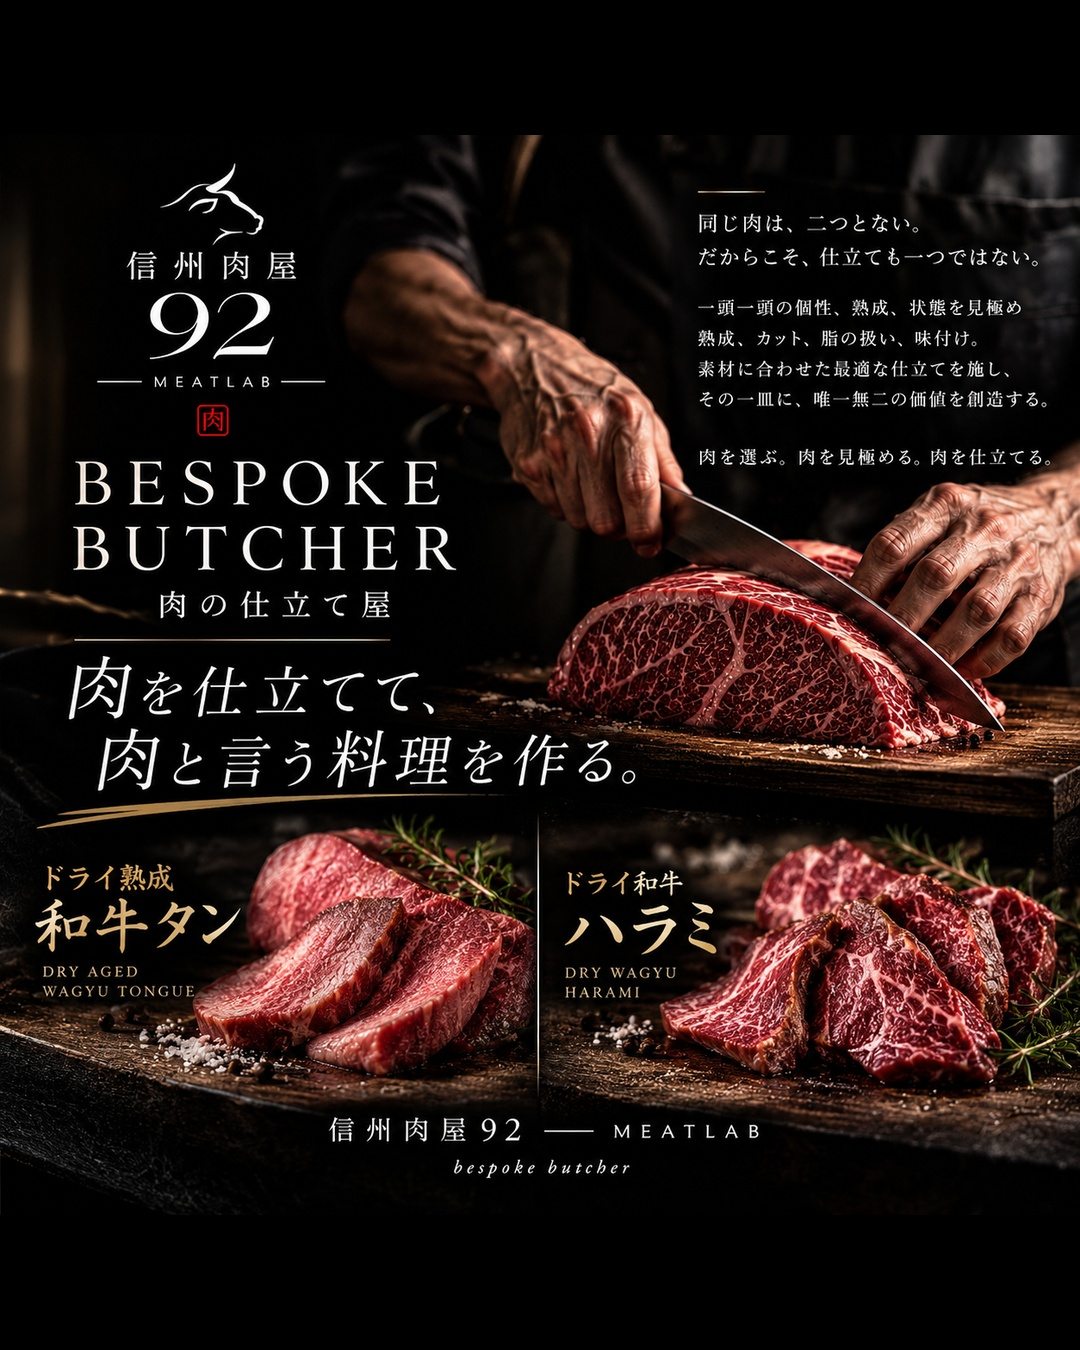 信州肉屋
92
MEATLAB
肉
BESPOKE
BUTCHER
肉の仕立て屋
肉を仕立てて、
肉と言う料理を作る。
同じ肉は、二つとない。
だからこそ、仕立ても一つではない。
一頭一頭の個性、熟成、状態を見極め
熟成、カット、脂の扱い、味付け。
素材に合わせた最適な仕立てを施し、
その一皿に、唯一無二の価値を創造する。
肉を選ぶ。肉を見極める。肉を仕立てる。
ドライ熟成
和牛タン
DRY AGED
WAGYU TONGUE
ドライ和牛
ハラミ
DRY WAGYU
HARAMI
信州肉屋92 — MEATLAB
bespoke butcher